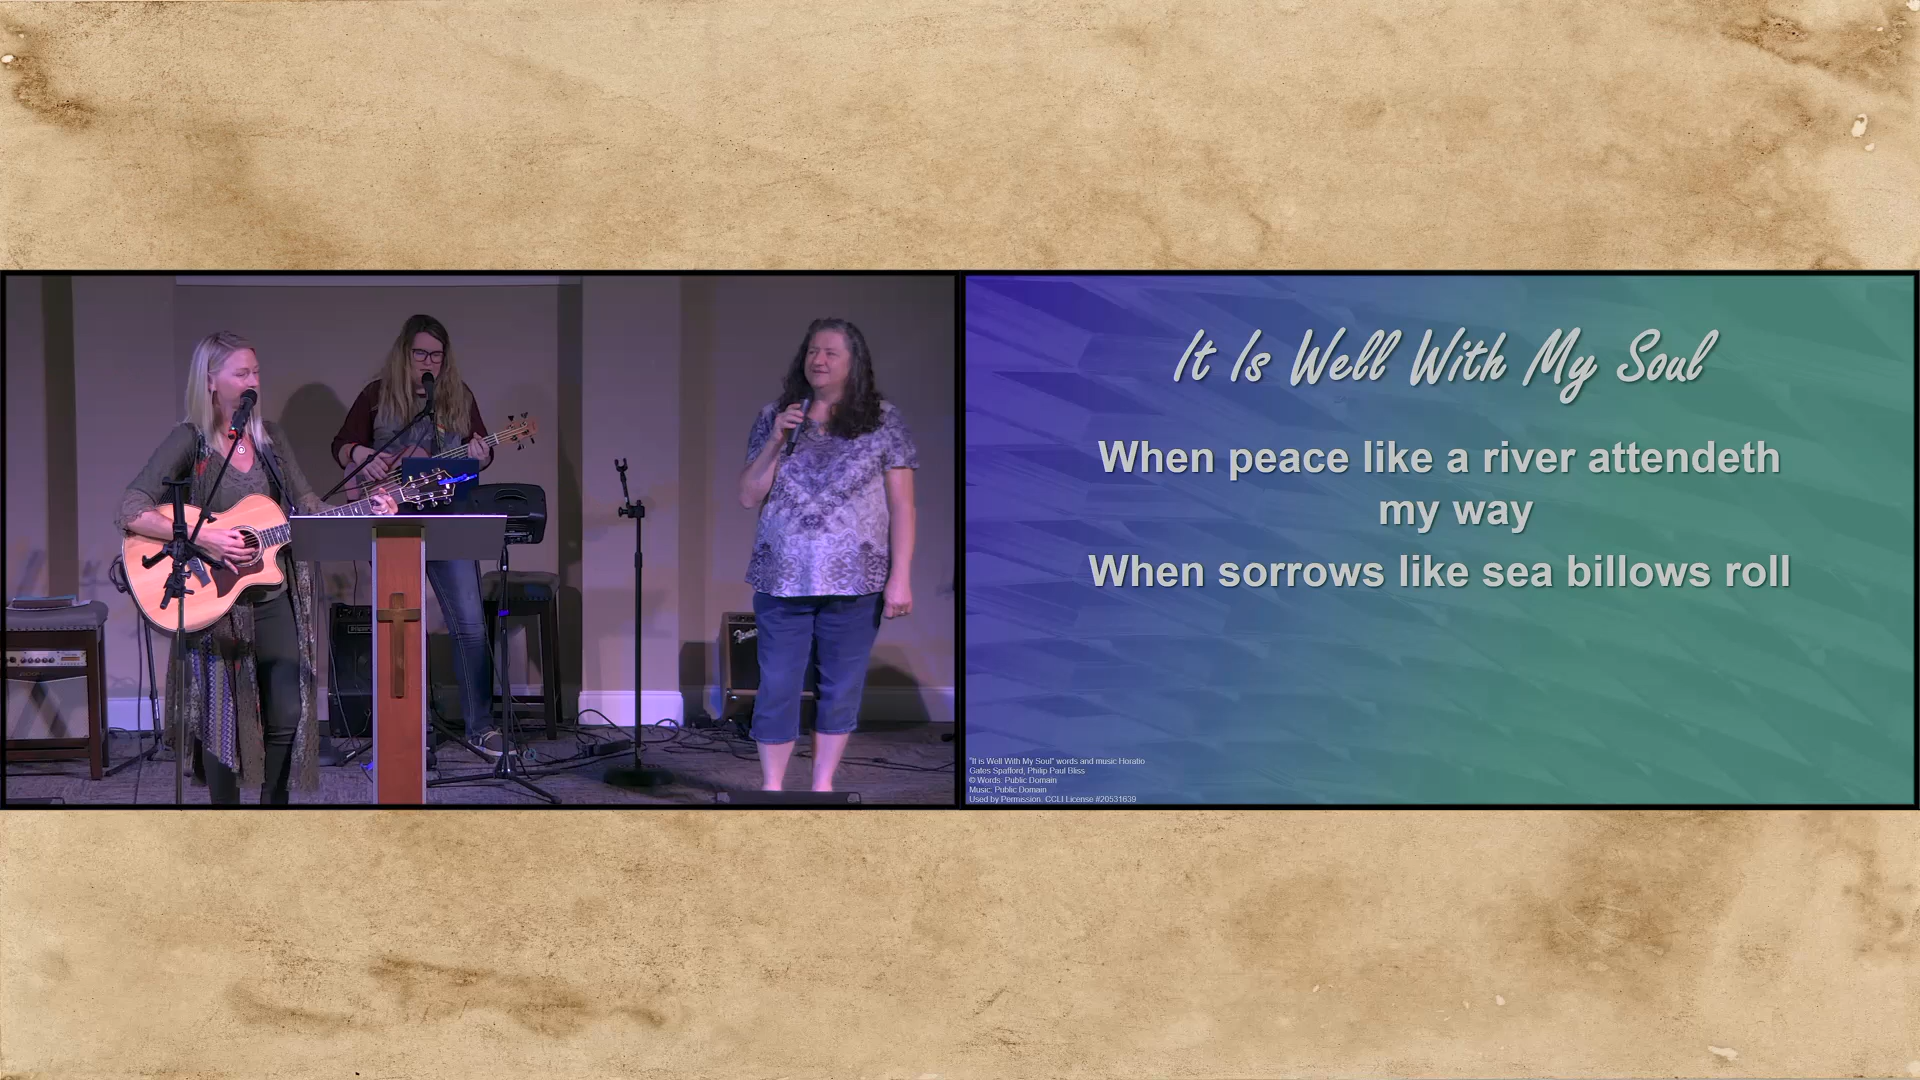 It Is Well With My Soul
When peace like a river attendeth
my way
When sorrows like sea billows roll
"It is Well With My Soul" words and music Horatio
Gates Spafford, Philip Paul Bliss
© Words: Public Domain
Music: Public Domain
Used by Permission. CCLI License #20531639
Fender